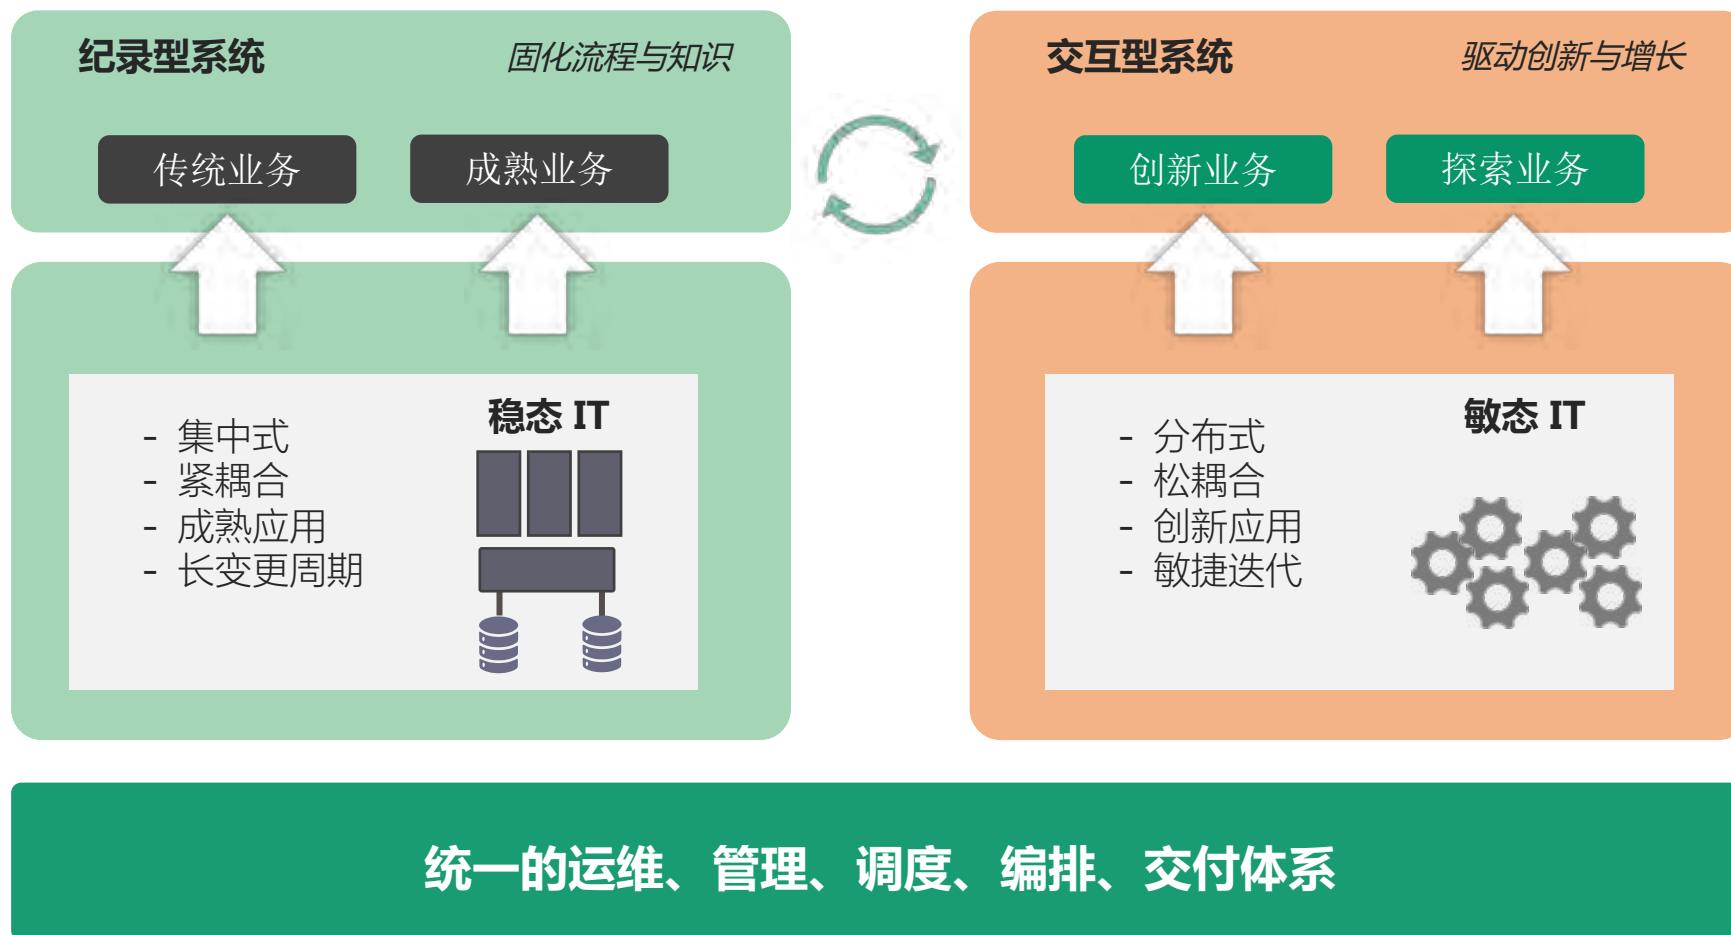 纪录型系统
固化流程与知识
传统业务
成熟业务
交互型系统
驱动创新与增长
创新业务
探索业务
稳态 IT
- 集中式
- 紧耦合
- 成熟应用
- 长变更周期
敏态 IT
- 分布式
- 松耦合
- 创新应用
- 敏捷迭代
统一的运维、管理、调度、编排、交付体系